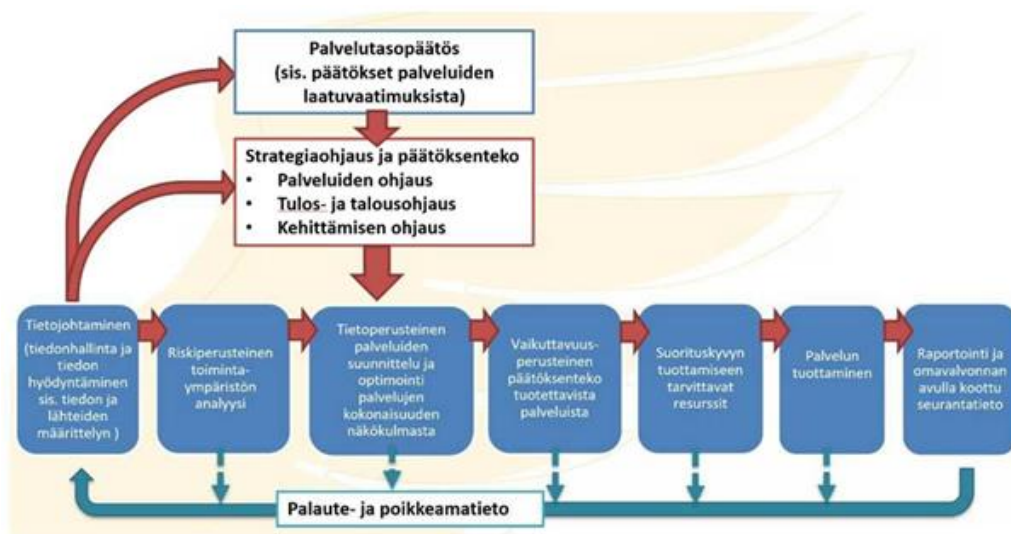 Palvelutasopäätös
(sis. päätökset palveluiden
laatuvaatimuksista)
Strategiaohjaus ja päätöksenteko
• Palveluiden ohjaus
• Tulos- ja talousohjaus
• Kehittämisen ohjaus
Tietojohtaminen
(tiedonhallinta ja
tiedon
hyödyntäminen
sis. tiedon ja
lähteiden
määrittelyn )
Riskiperusteinen
toiminta-
ympäristön
analyysi
Tietoperusteinen
palveluiden
suunnittelu ja
optimointi
palvelujen
kokonaisuuden
näkökulmasta
Vaikuttavuus-
perusteinen
päätöksenteko
tuotettavista
palveluista
Suorituskyvyn
tuottamiseen
tarvittavat
resurssit
Palvelun
tuottaminen
Raportointi ja
omavalvonnan
avulla koottu
seurantatieto
Palaute- ja poikkeamatieto